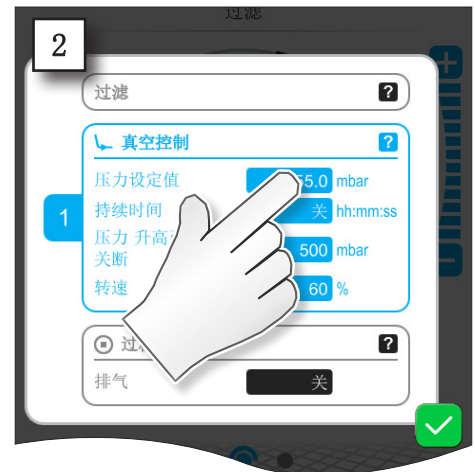 过滤
2
过滤 ?
真空控制 ?
1
压力设定值 55.0 mbar
持续时间 关 hh:mm:ss
压力 升高 500 mbar
关断
转速 60 %
?
排气 关